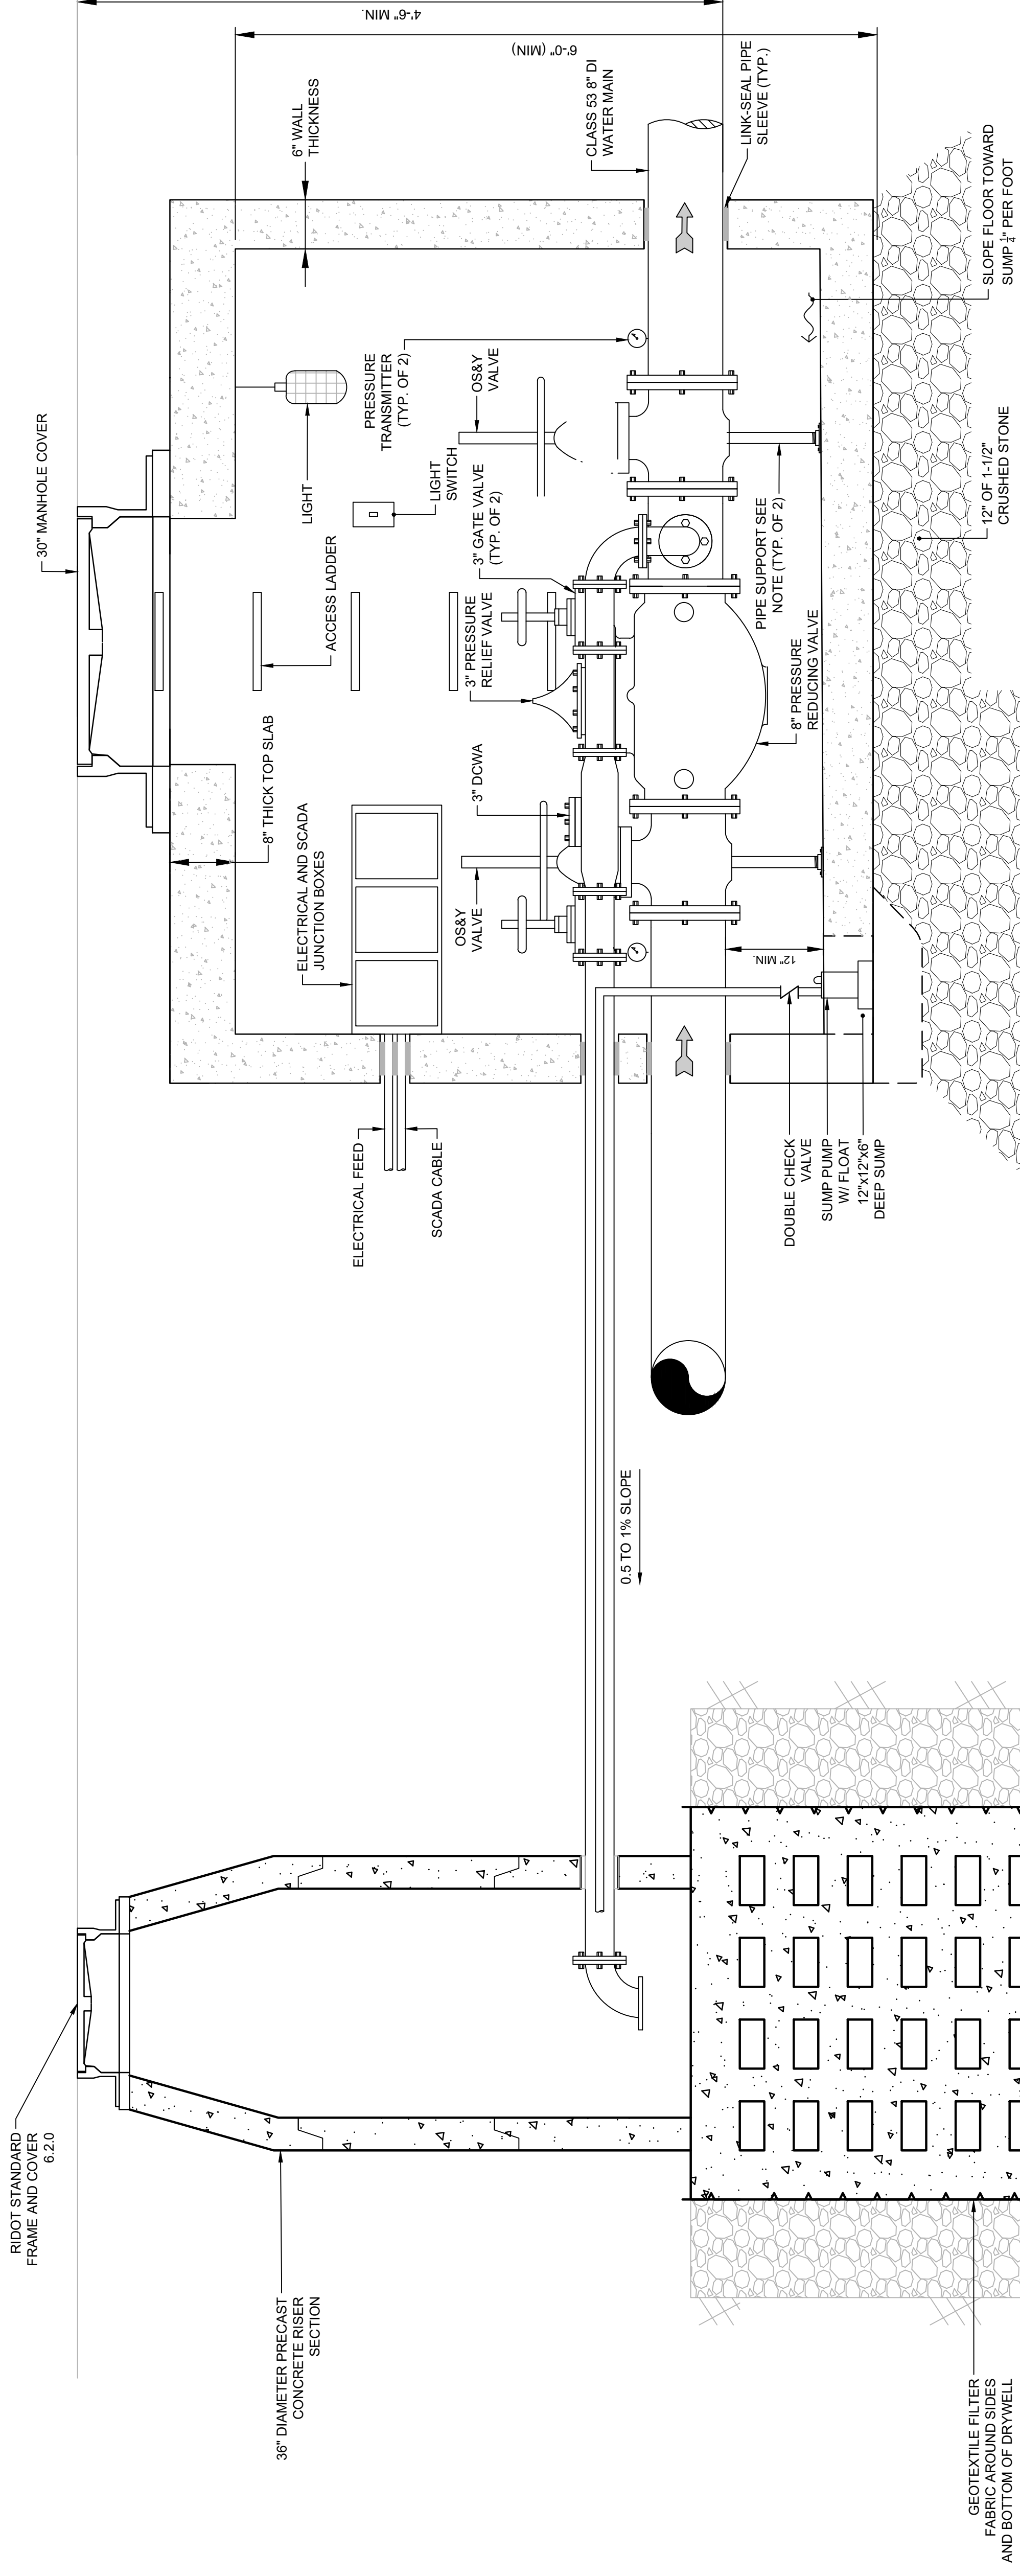 RIDOT STANDARD
FRAME AND COVER
6.2.0
36" DIAMETER PRECAST
CONCRETE RISER
SECTION
GEOTEXTILE FILTER
FABRIC AROUND SIDES
AND BOTTOM OF DRYWELL
0.5 TO 1% SLOPE
ELECTRICAL FEED
SCADA CABLE
DOUBLE CHECK
VALVE
SUMP PUMP
W/ FLOAT
12"x12"x6"
DEEP SUMP
30" MANHOLE COVER
8" THICK TOP SLAB
ELECTRICAL AND SCADA
JUNCTION BOXES
ACCESS LADDER
LIGHT
LIGHT
SWITCH
PRESSURE
TRANSMITTER
(TYP. OF 2)
OS&Y
VALVE
3" DCWA
3" PRESSURE
RELIEF VALVE
3" GATE VALVE
(TYP. OF 2)
OS&Y
VALVE
12" MIN.
8" PRESSURE
REDUCING VALVE
PIPE SUPPORT SEE
NOTE (TYP. OF 2)
12" OF 1-1/2"
CRUSHED STONE
6" WALL
THICKNESS
CLASS 53 8" DI
WATER MAIN
LINK-SEAL PIPE
SLEEVE (TYP.)
SLOPE FLOOR TOWARD
SUMP 1/4" PER FOOT
4'-6" MIN.
6'-0" (MIN)